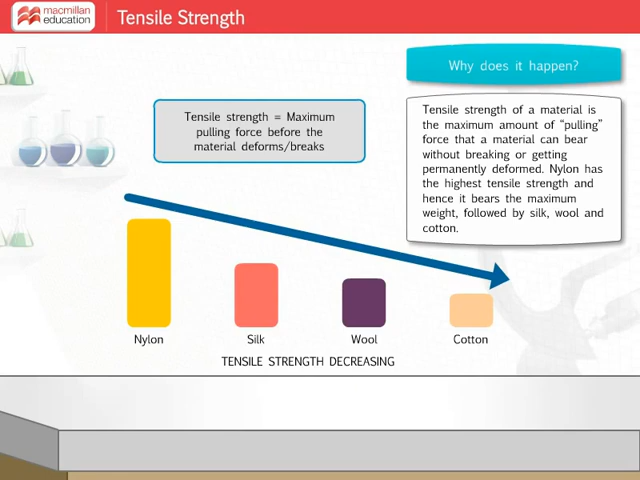 macmillan
education
Tensile Strength
Why does it happen?
Tensile strength = Maximum
pulling force before the
material deforms/breaks
Tensile strength of a material is
the maximum amount of “pulling”
force that a material can bear
without breaking or getting
permanently deformed. Nylon has
the highest tensile strength and
hence it bears the maximum
weight, followed by silk, wool and
cotton.
Nylon
Silk
Wool
Cotton
TENSILE STRENGTH DECREASING